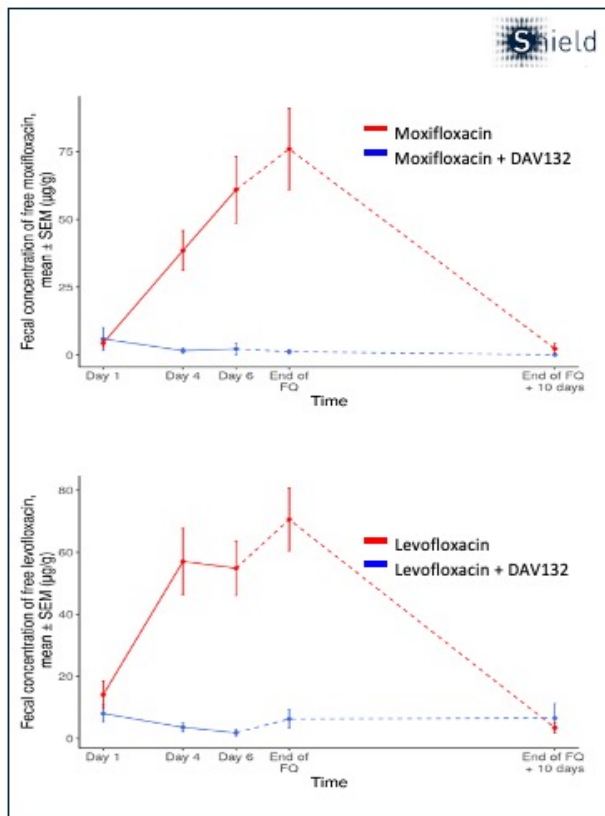 Shield
Fecal concentration of free moxifloxacin,
mean ± SEM (µg/g)
75
50
25
0
Moxifloxacin
Moxifloxacin + DAV132
Day 1
Day 4
Day 6
End of
FQ
End of FQ
+ 10 days
Time
Fecal concentration of free levofloxacin,
mean ± SEM (µg/g)
80
60
40
20
0
Levofloxacin
Levofloxacin + DAV132
Day 1
Day 4
Day 6
End of
FQ
End of FQ
+ 10 days
Time